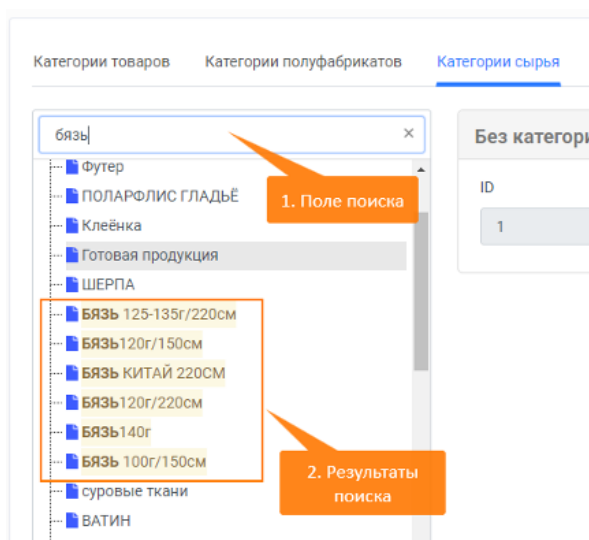 Категории товаров Категории полуфабрикатов Категории сырья
бязь ×
Без категори
Футер
ПОЛАРФЛИС ГЛАДЬЁ
1. Поле поиска
ID
Клеёнка
1
Готовая продукция
ШЕРПА
БЯЗЬ 125-135г/220см
БЯЗЬ120г/150см
БЯЗЬ КИТАЙ 220СМ
БЯЗЬ120г/220см
БЯЗЬ140г
БЯЗЬ 100г/150см
2. Результаты
поиска
суровые ткани
ВАТИН